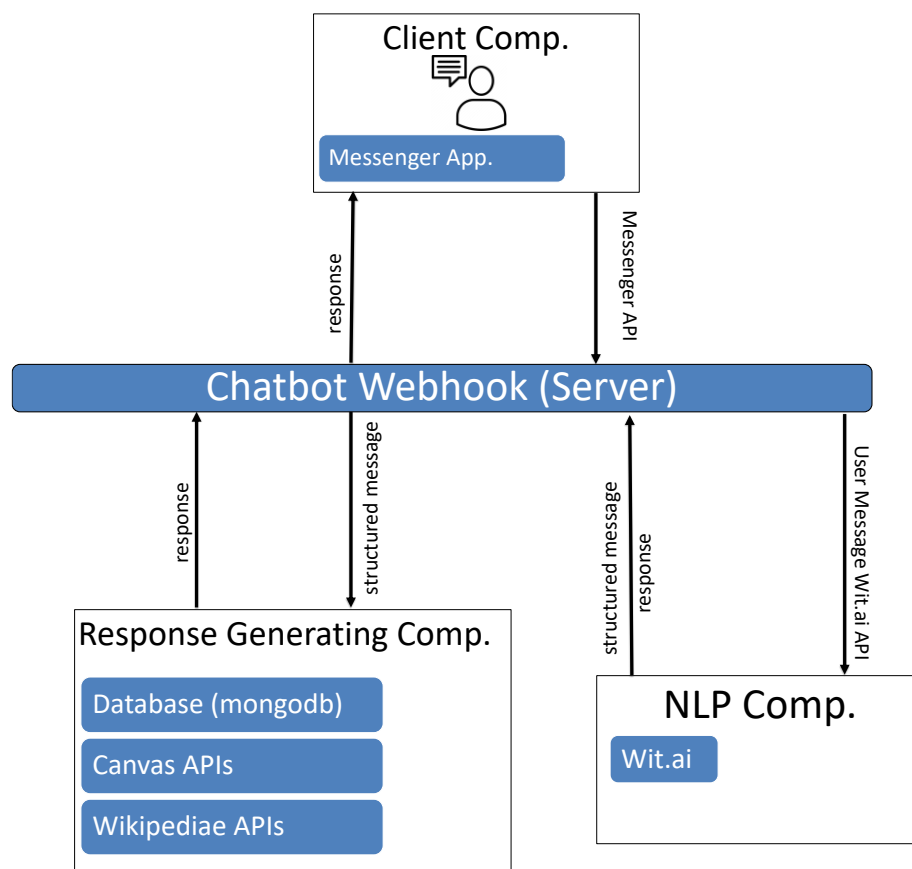 Client Comp.
Messenger App.
response
Messenger API
Chatbot Webhook (Server)
response
structured message
structured message
response
User Message Wit.ai API
Response Generating Comp.
Database (mongodb)
Canvas APIs
Wikipediae APIs
NLP Comp.
Wit.ai